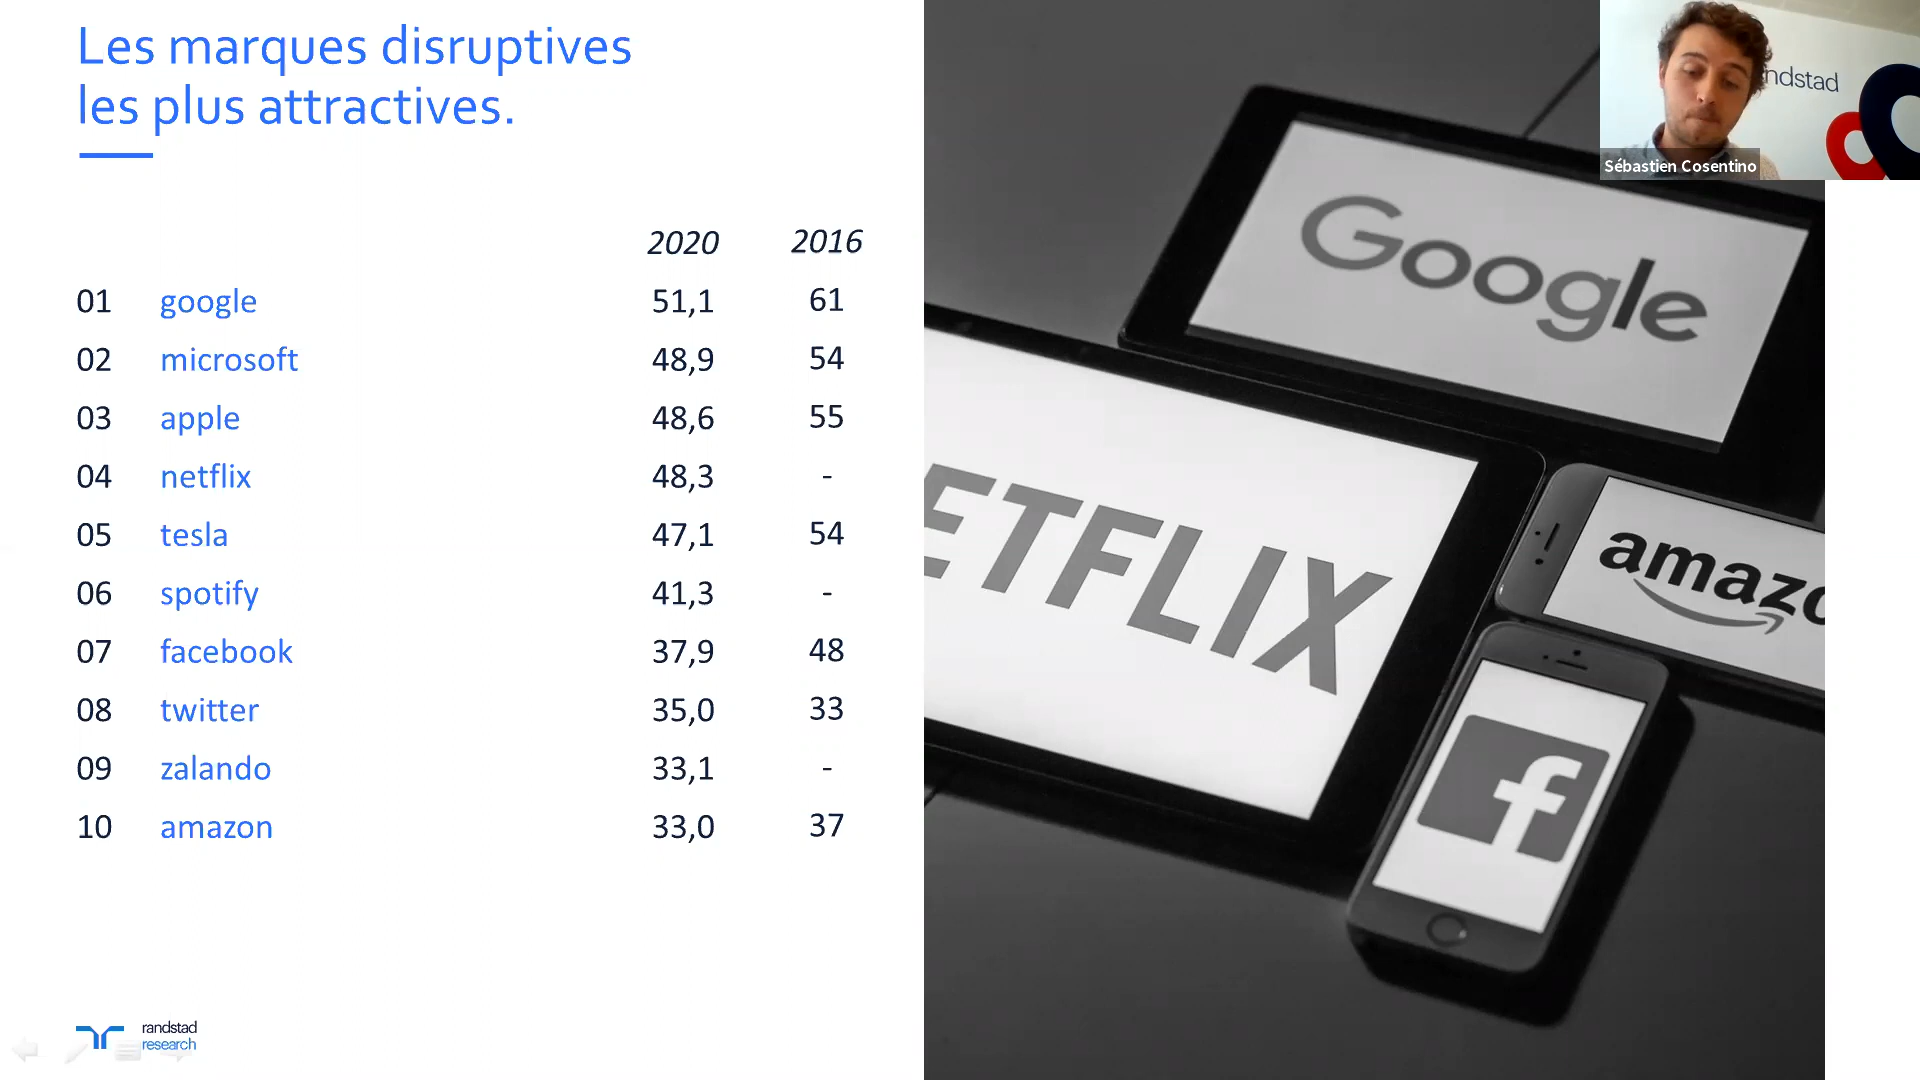 Les marques disruptives
les plus attractives.
2020 2016
01 google 51,1 61
02 microsoft 48,9 54
03 apple 48,6 55
04 netflix 48,3 -
05 tesla 47,1 54
06 spotify 41,3 -
07 facebook 37,9 48
08 twitter 35,0 33
09 zalando 33,1 -
10 amazon 33,0 37
randstad
research
Google
ETFLIX
amazo
f
ndstad
Sébastien Cosentino